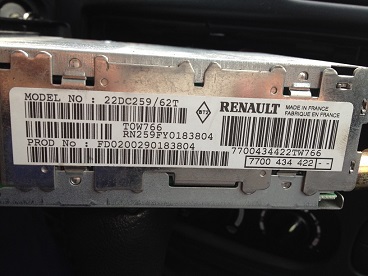 MODEL NO : 22DC259/62T
RENAULT
MADE IN FRANCE
FABRIQUE EN FRANCE
TOW766
RN259FY0183804
PROD No : FD0200290183804
7700434422TW766
7700 434 422 --